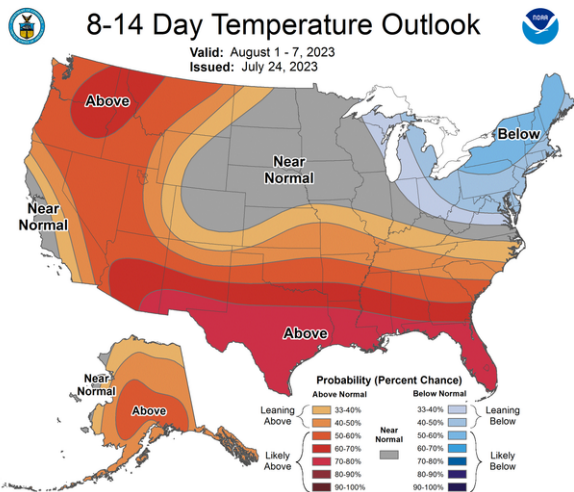 8-14 Day Temperature Outlook
Valid: August 1 - 7, 2023
Issued: July 24, 2023
NOAA
Above
Below
Near
Normal
Near
Normal
Above
Near
Normal
Above
Probability (Percent Chance)
Above Normal
Below Normal
Leaning
Above
33-40%
40-50%
Likely
Above
50-60%
60-70%
70-80%
80-90%
90-100%
Near
Normal
33-40%
40-50%
Leaning
Below
50-60%
60-70%
70-80%
80-90%
90-100%
Likely
Below